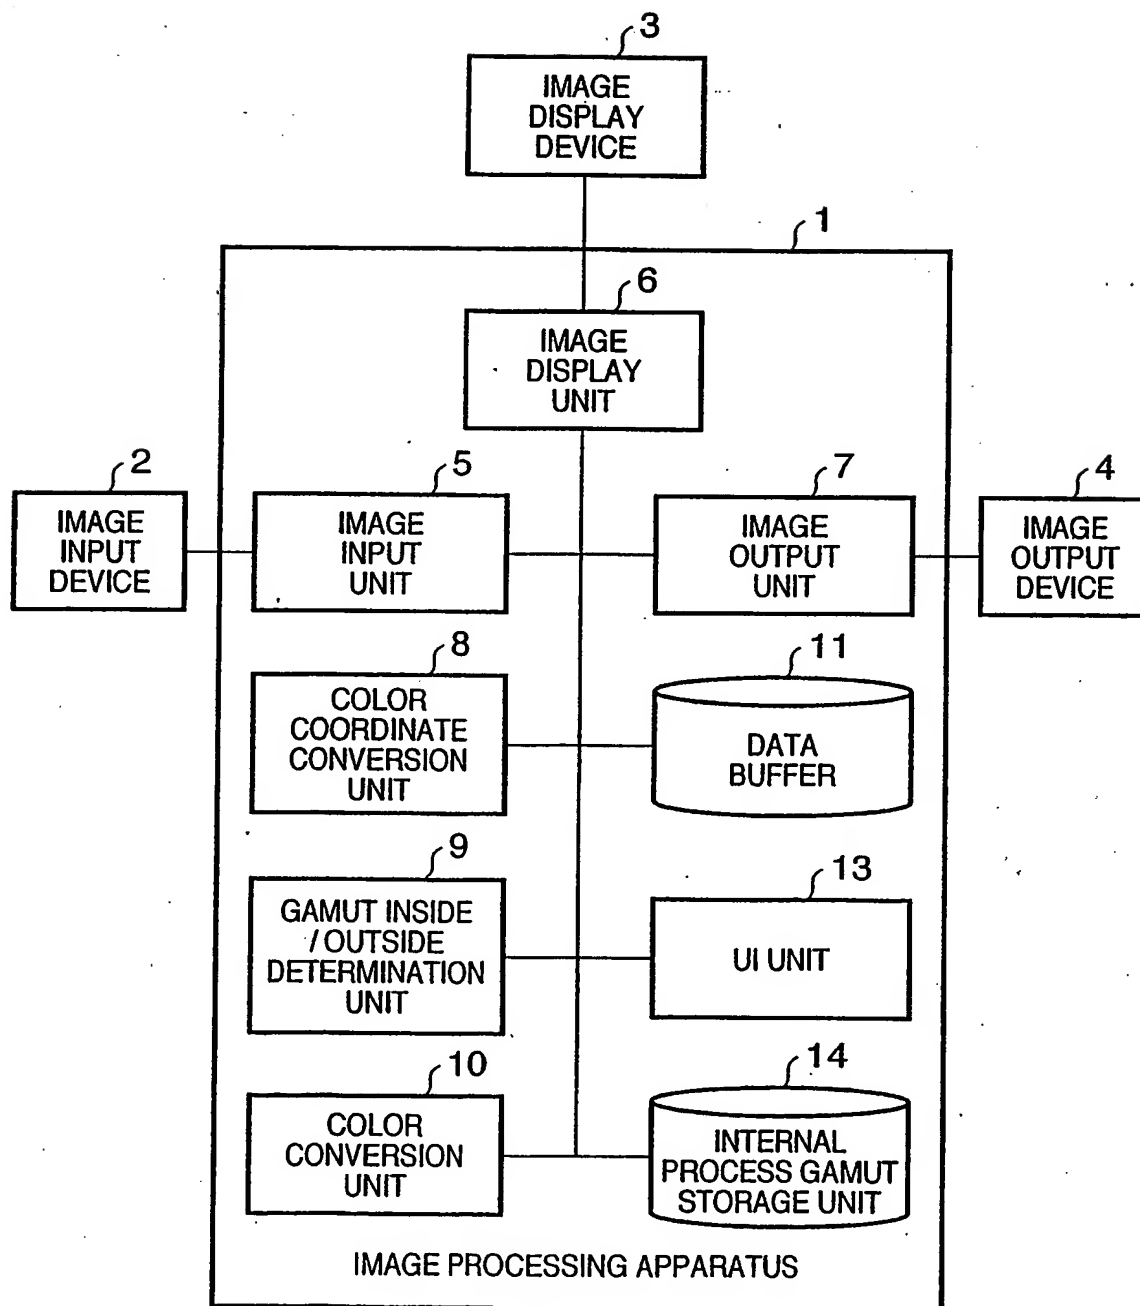 3
IMAGE
DISPLAY
DEVICE
1
6
IMAGE
DISPLAY
UNIT
2
IMAGE
INPUT
DEVICE
5
IMAGE
INPUT
UNIT
7
IMAGE
OUTPUT
UNIT
4
IMAGE
OUTPUT
DEVICE
8
COLOR
COORDINATE
CONVERSION
UNIT
11
DATA
BUFFER
9
GAMUT INSIDE
/ OUTSIDE
DETERMINATION
UNIT
13
UI UNIT
10
COLOR
CONVERSION
UNIT
14
INTERNAL
PROCESS GAMUT
STORAGE UNIT
IMAGE PROCESSING APPARATUS